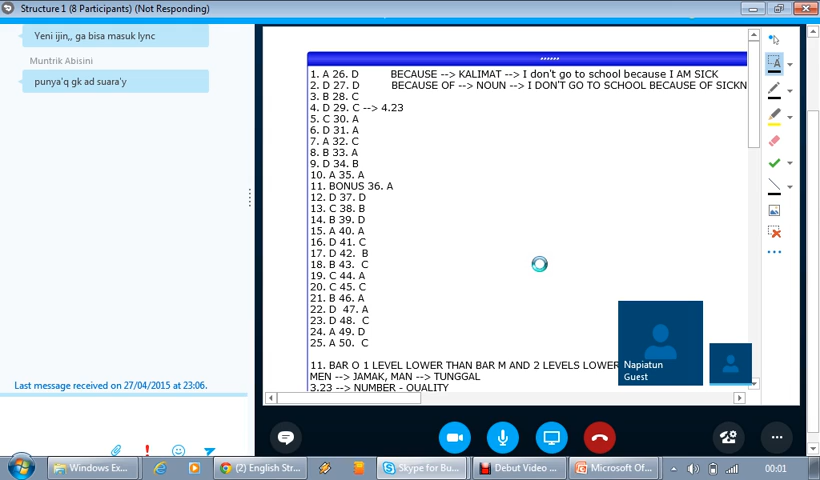 Structure 1 (8 Participants) (Not Responding)
Yeni ijin,, ga bisa masuk lync
Muntrik Abisini
punya'q gk ad suara'y
Last message received on 27/04/2015 at 23:06.
,,,,,,
1. A 26. D BECAUSE --> KALIMAT --> I don't go to school because I AM SICK
2. D 27. D BECAUSE OF --> NOUN --> I DON'T GO TO SCHOOL BECAUSE OF SICKN
3. B 28. C
4. D 29. C --> 4.23
5. C 30. A
6. D 31. A
7. A 32. C
8. B 33. A
9. D 34. B
10. A 35. A
11. BONUS 36. A
12. D 37. D
13. C 38. B
14. B 39. D
15. A 40. A
16. D 41. C
17. D 42. B
18. B 43. C
19. C 44. A
20. C 45. C
21. B 46. A
22. D 47. A
23. D 48. C
24. A 49. D
25. A 50. C
11. BAR O 1 LEVEL LOWER THAN BAR M AND 2 LEVELS LOWER
MEN --> JAMAK, MAN --> TUNGGAL
3.23 --> NUMBER - QUALITY
Napiatun
Guest
Windows Ex...
(2) English Str...
Skype for Bu...
Debut Video ...
Microsoft Of...
00:01